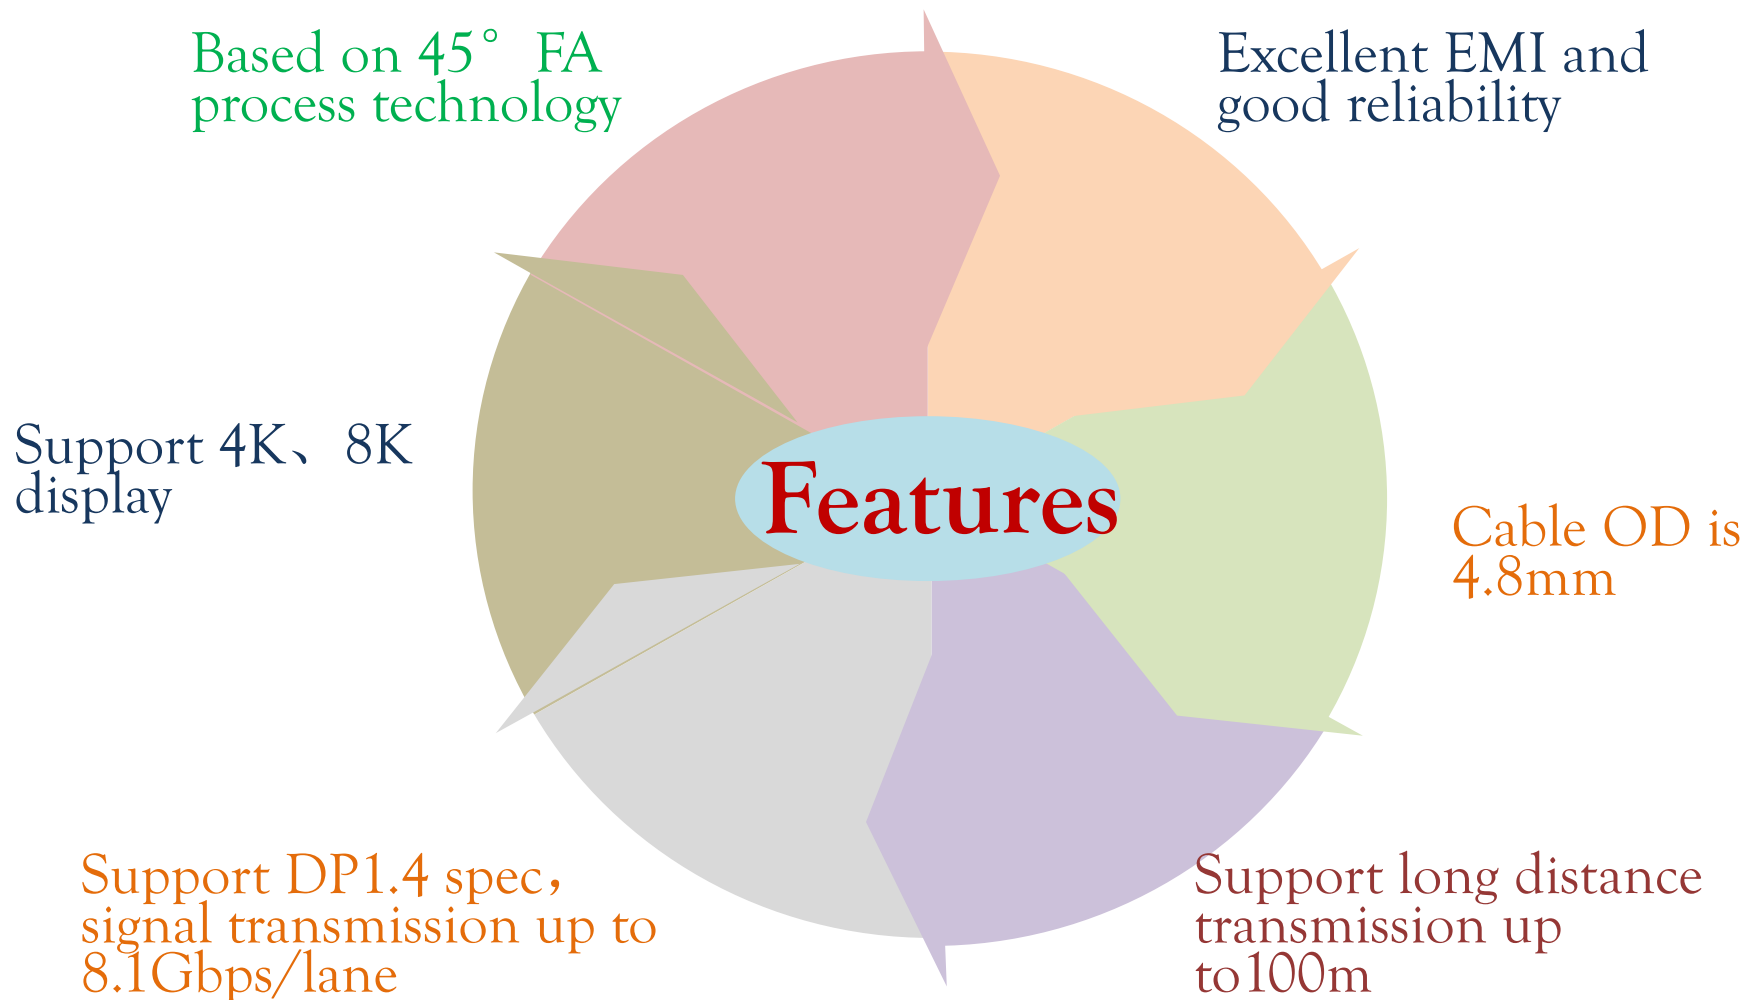 Based on 45° FA
process technology
Excellent EMI and
good reliability
Support 4K、8K
display
Features
Cable OD is
4.8mm
Support DP1.4 spec，
signal transmission up to
8.1Gbps/lane
Support long distance
transmission up
to100m